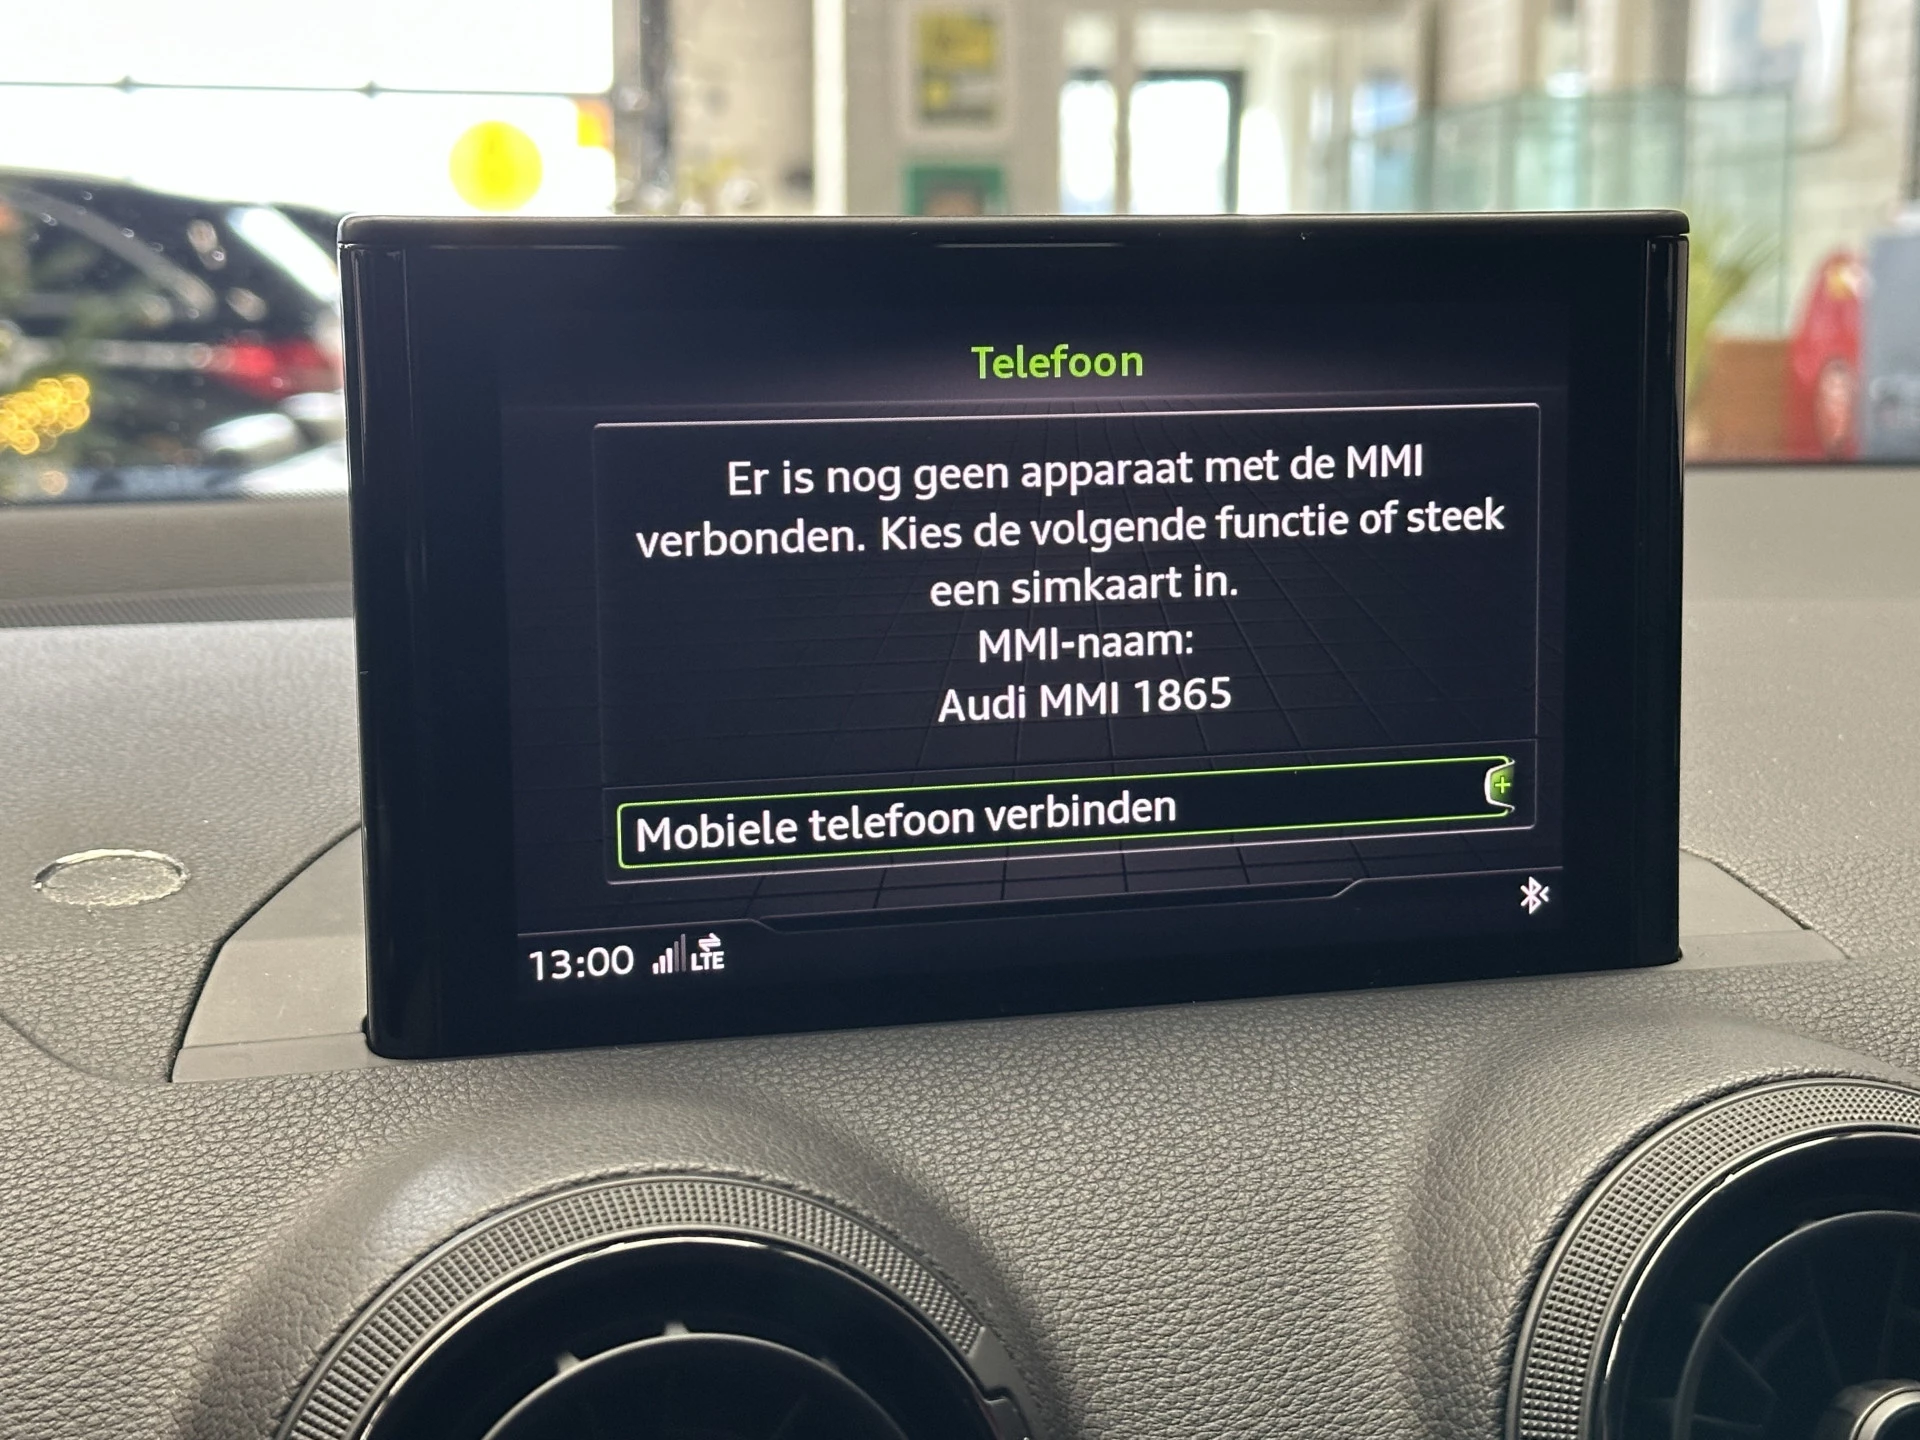 Telefoon
Er is nog geen apparaat met de MMI
verbonden. Kies de volgende functie of steek
een simkaart in.
MMI-naam:
Audi MMI 1865
Mobiele telefoon verbinden
13:00 LTE